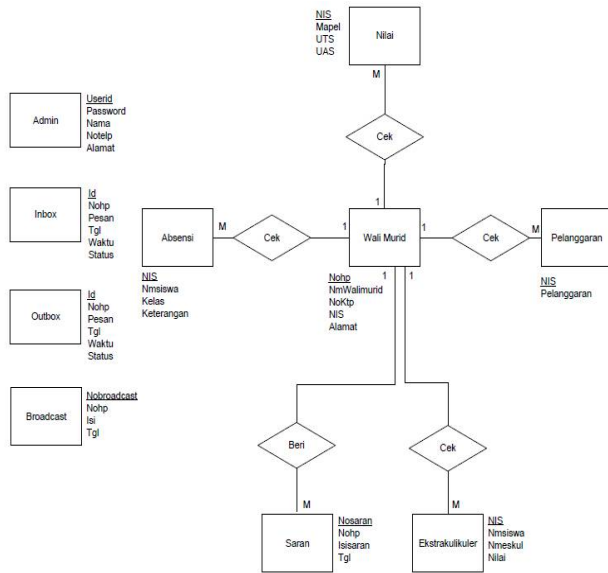 NIS
Mapel
UTS
UAS
Nilai
M
Cek
1
Admin
Userid
Password
Nama
Notelp
Alamat
Inbox
Id
Nohp
Pesan
Tgl
Waktu
Status
Absensi
M
Cek
1
Wali Murid
1
Cek
M
Pelanggaran
NIS
Nmsiswa
Kelas
Keterangan
Nohp
NmWalimurid
NoKtp
NIS
Alamat
1
1
NIS
Pelanggaran
Outbox
Id
Nohp
Pesan
Tgl
Waktu
Status
Broadcast
Nobroadcast
Nohp
Isi
Tgl
Beri
Cek
M
M
Saran
Nosaran
Nohp
Isisaran
Tgl
Ekstrakulikuler
NIS
Nmsiswa
Nmeskul
Nilai